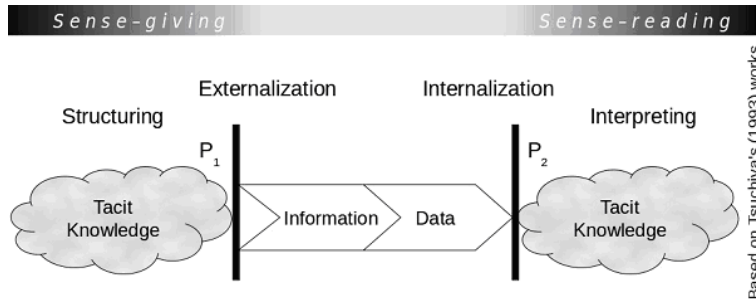 Sense-giving
Sense-reading
Externalization
Internalization
Structuring
Interpreting
P1
P2
Tacit
Knowledge
Information
Data
Tacit
Knowledge
Based on Tsuchiya's (1993) works